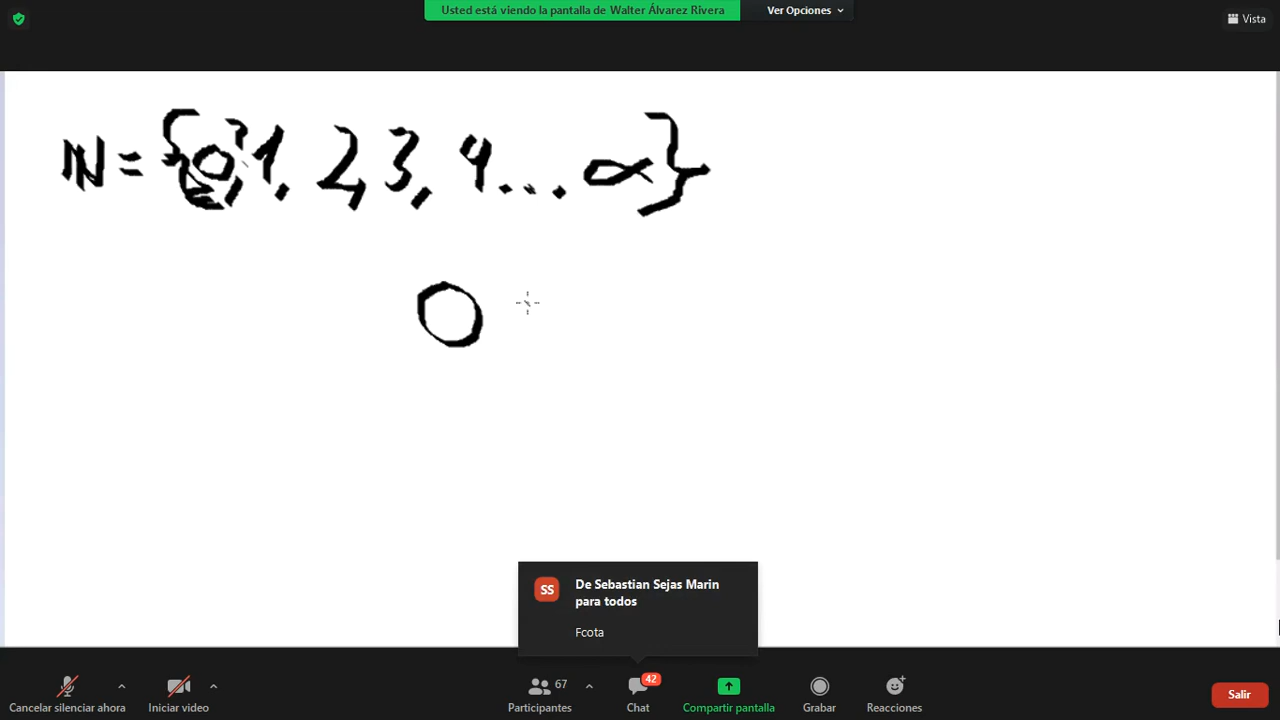 Usted está viendo la pantalla de Walter Álvarez Rivera
Ver Opciones
Vista
N = {0, 1, 2, 3, 4 ... ∝}
0
SS
De Sebastian Sejas Marin
para todos
Fcota
Cancelar silenciar ahora
Iniciar video
67
Participantes
42
Chat
Compartir pantalla
Grabar
Reacciones
Salir